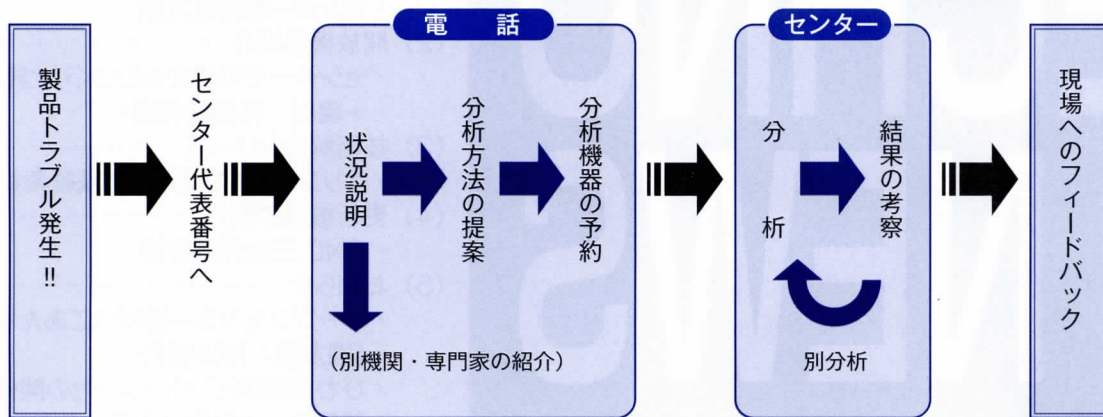 製品トラブル発生!!
センター代表番号へ
電話
状況説明
分析方法の提案
分析機器の予約
(別機関・専門家の紹介)
センター
分析
結果の考察
別分析
現場へのフィードバック